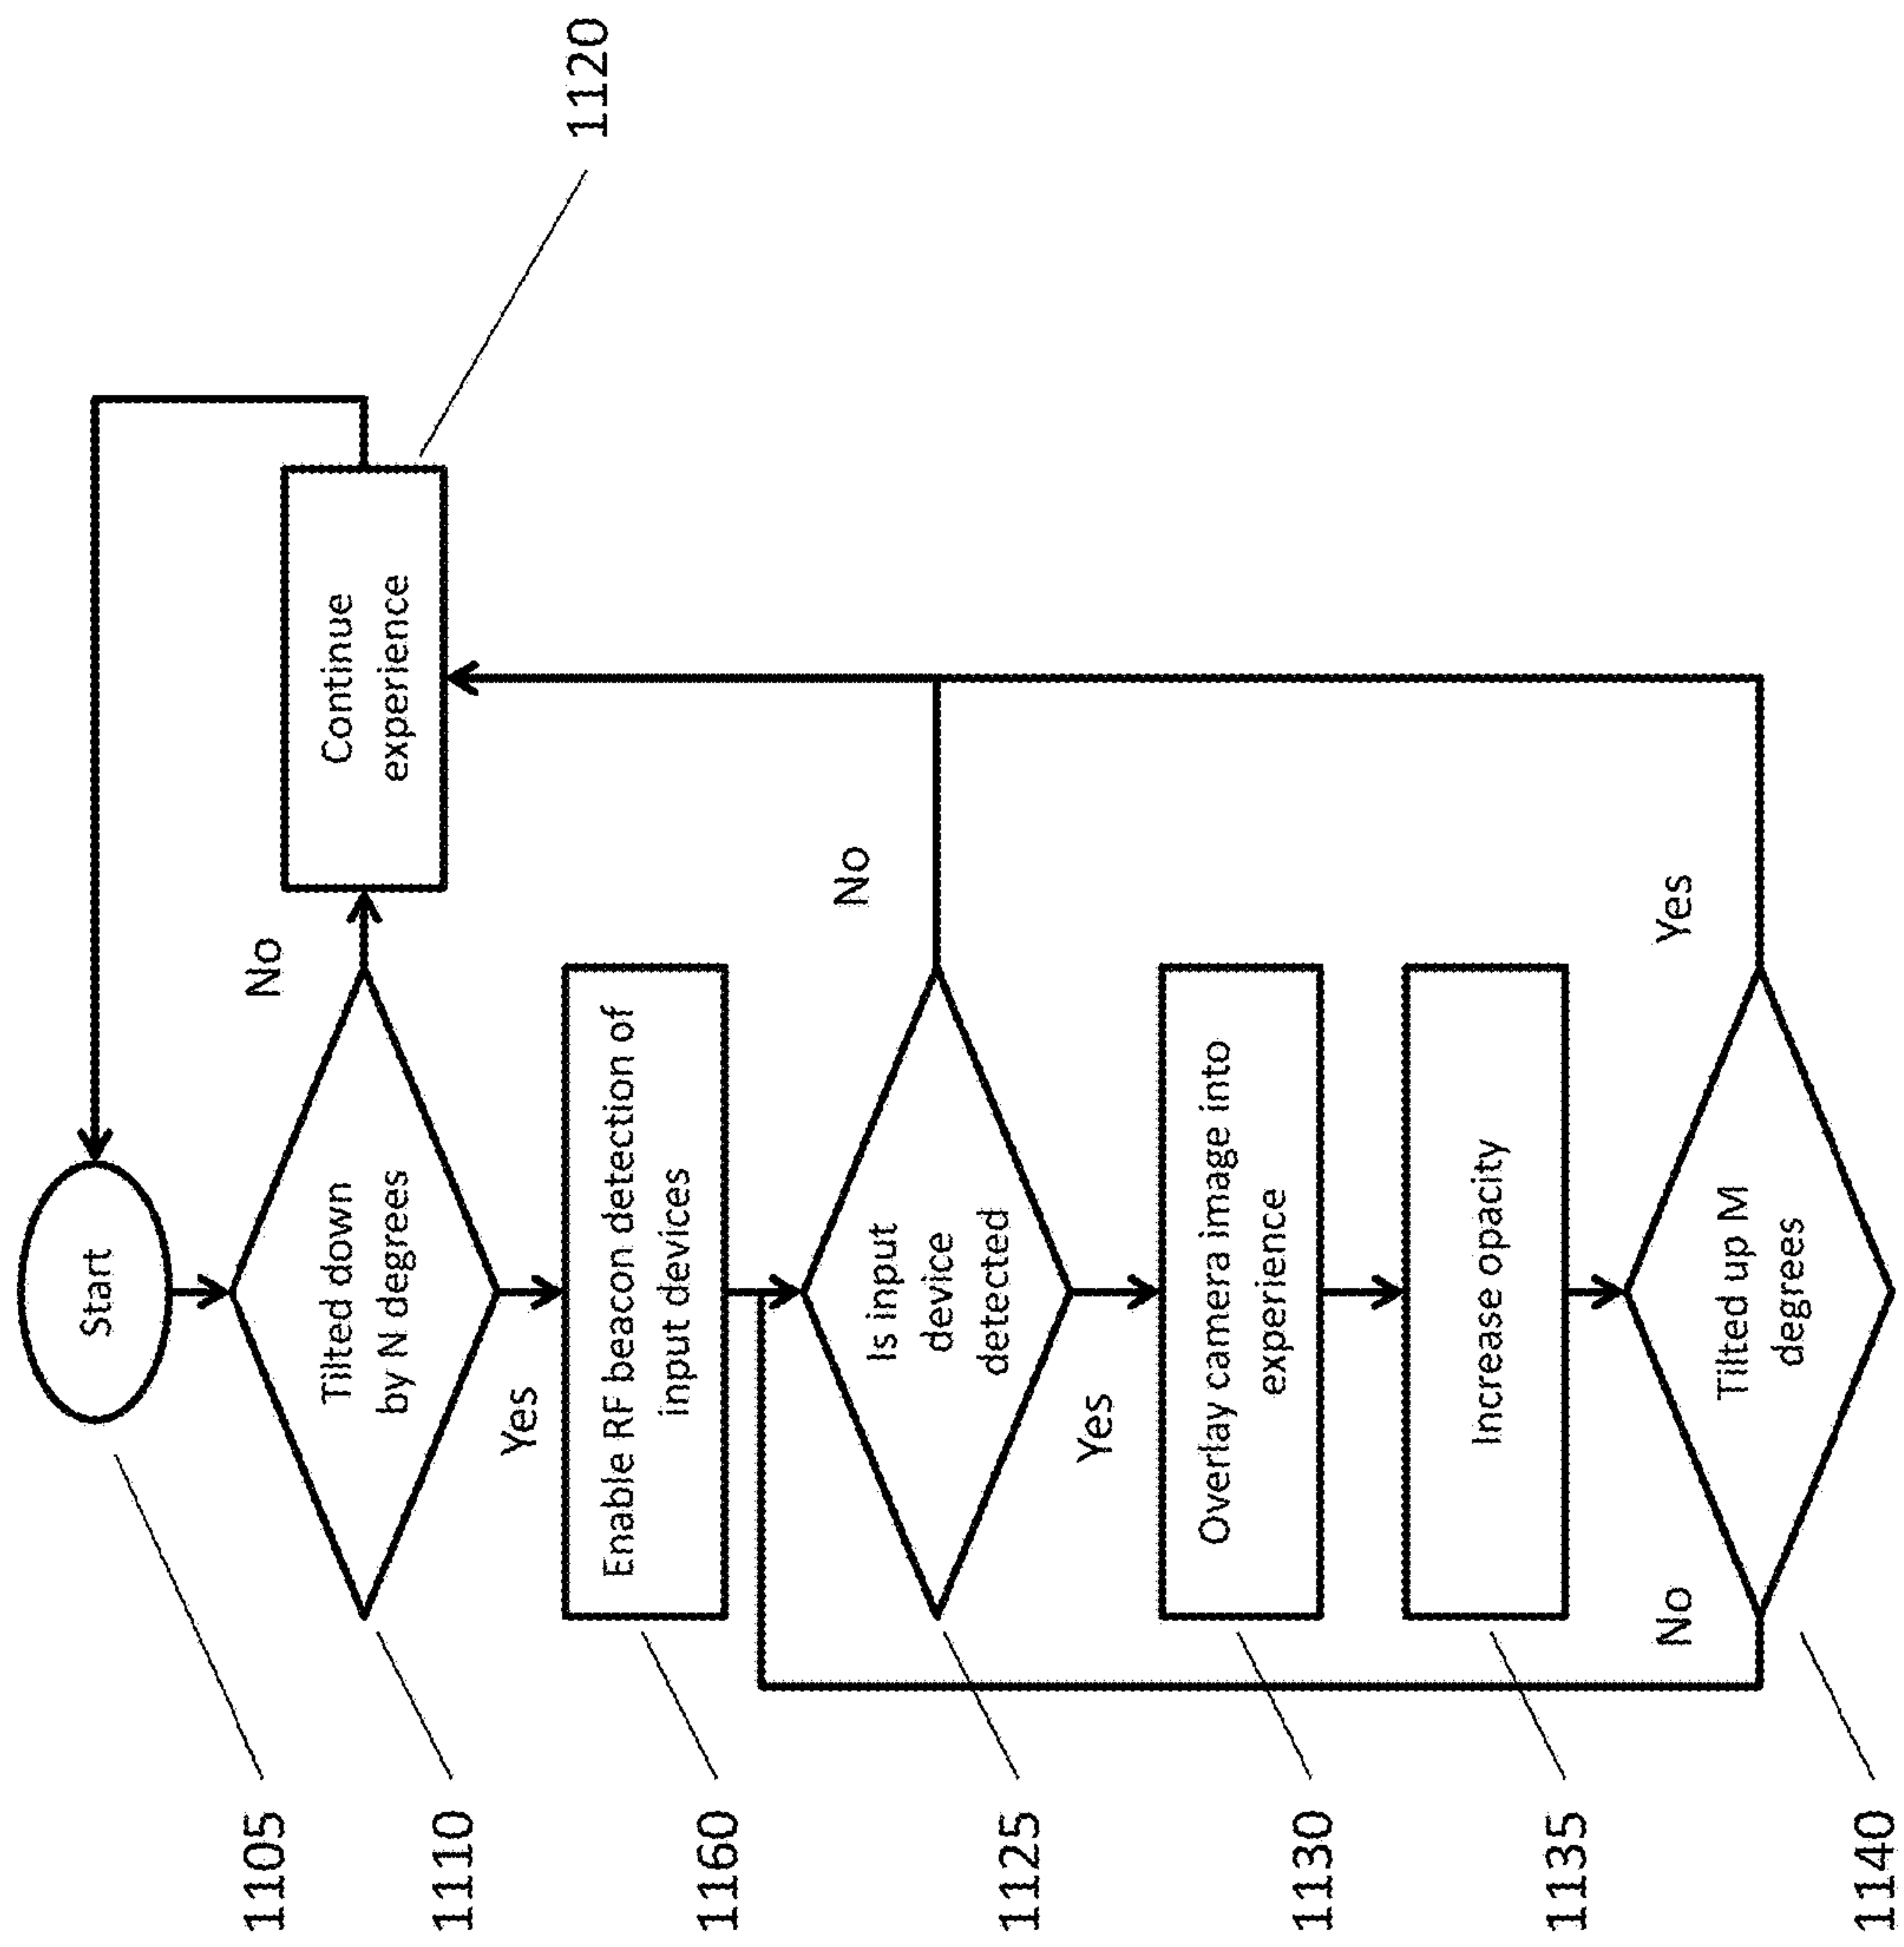 1105
Start
1110
Tilted down
by N degrees
No
Continue
experience
1120
Yes
1160
Enable RF beacon detection of
input devices
1125
Is input
device
detected
No
Yes
1130
Overlay camera image into
experience
1135
Increase opacity
1140
No
Tilted up M
degrees
Yes